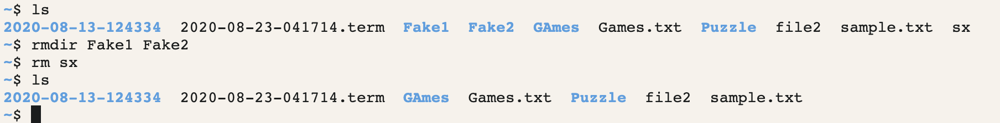 ~$ ls
2020-08-13-124334 2020-08-23-041714.term Fake1 Fake2 GAmes Games.txt Puzzle file2 sample.txt sx
~$ rmdir Fake1 Fake2
~$ rm sx
~$ ls
2020-08-13-124334 2020-08-23-041714.term GAmes Games.txt Puzzle file2 sample.txt
~$